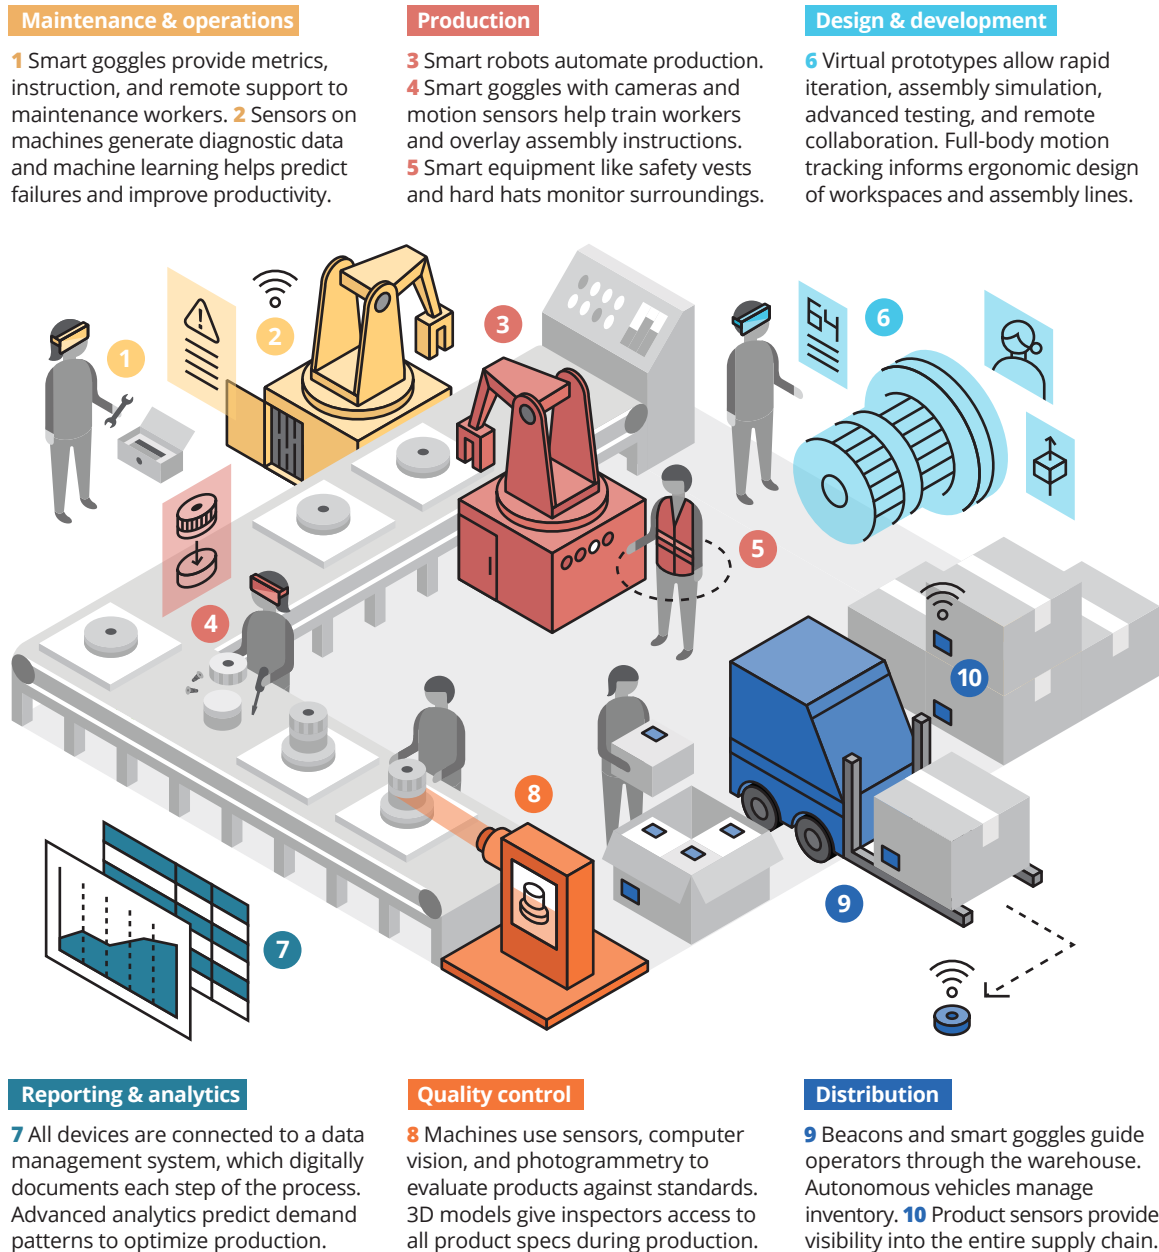 Maintenance & operations
1 Smart goggles provide metrics,
instruction, and remote support to
maintenance workers. 2 Sensors on
machines generate diagnostic data
and machine learning helps predict
failures and improve productivity.
Production
3 Smart robots automate production.
4 Smart goggles with cameras and
motion sensors help train workers
and overlay assembly instructions.
5 Smart equipment like safety vests
and hard hats monitor surroundings.
Design & development
6 Virtual prototypes allow rapid
iteration, assembly simulation,
advanced testing, and remote
collaboration. Full-body motion
tracking informs ergonomic design
of workspaces and assembly lines.
1
2
3
64
6
5
4
10
8
9
7
Reporting & analytics
7 All devices are connected to a data
management system, which digitally
documents each step of the process.
Advanced analytics predict demand
patterns to optimize production.
Quality control
8 Machines use sensors, computer
vision, and photogrammetry to
evaluate products against standards.
3D models give inspectors access to
all product specs during production.
Distribution
9 Beacons and smart goggles guide
operators through the warehouse.
Autonomous vehicles manage
inventory. 10 Product sensors provide
visibility into the entire supply chain.